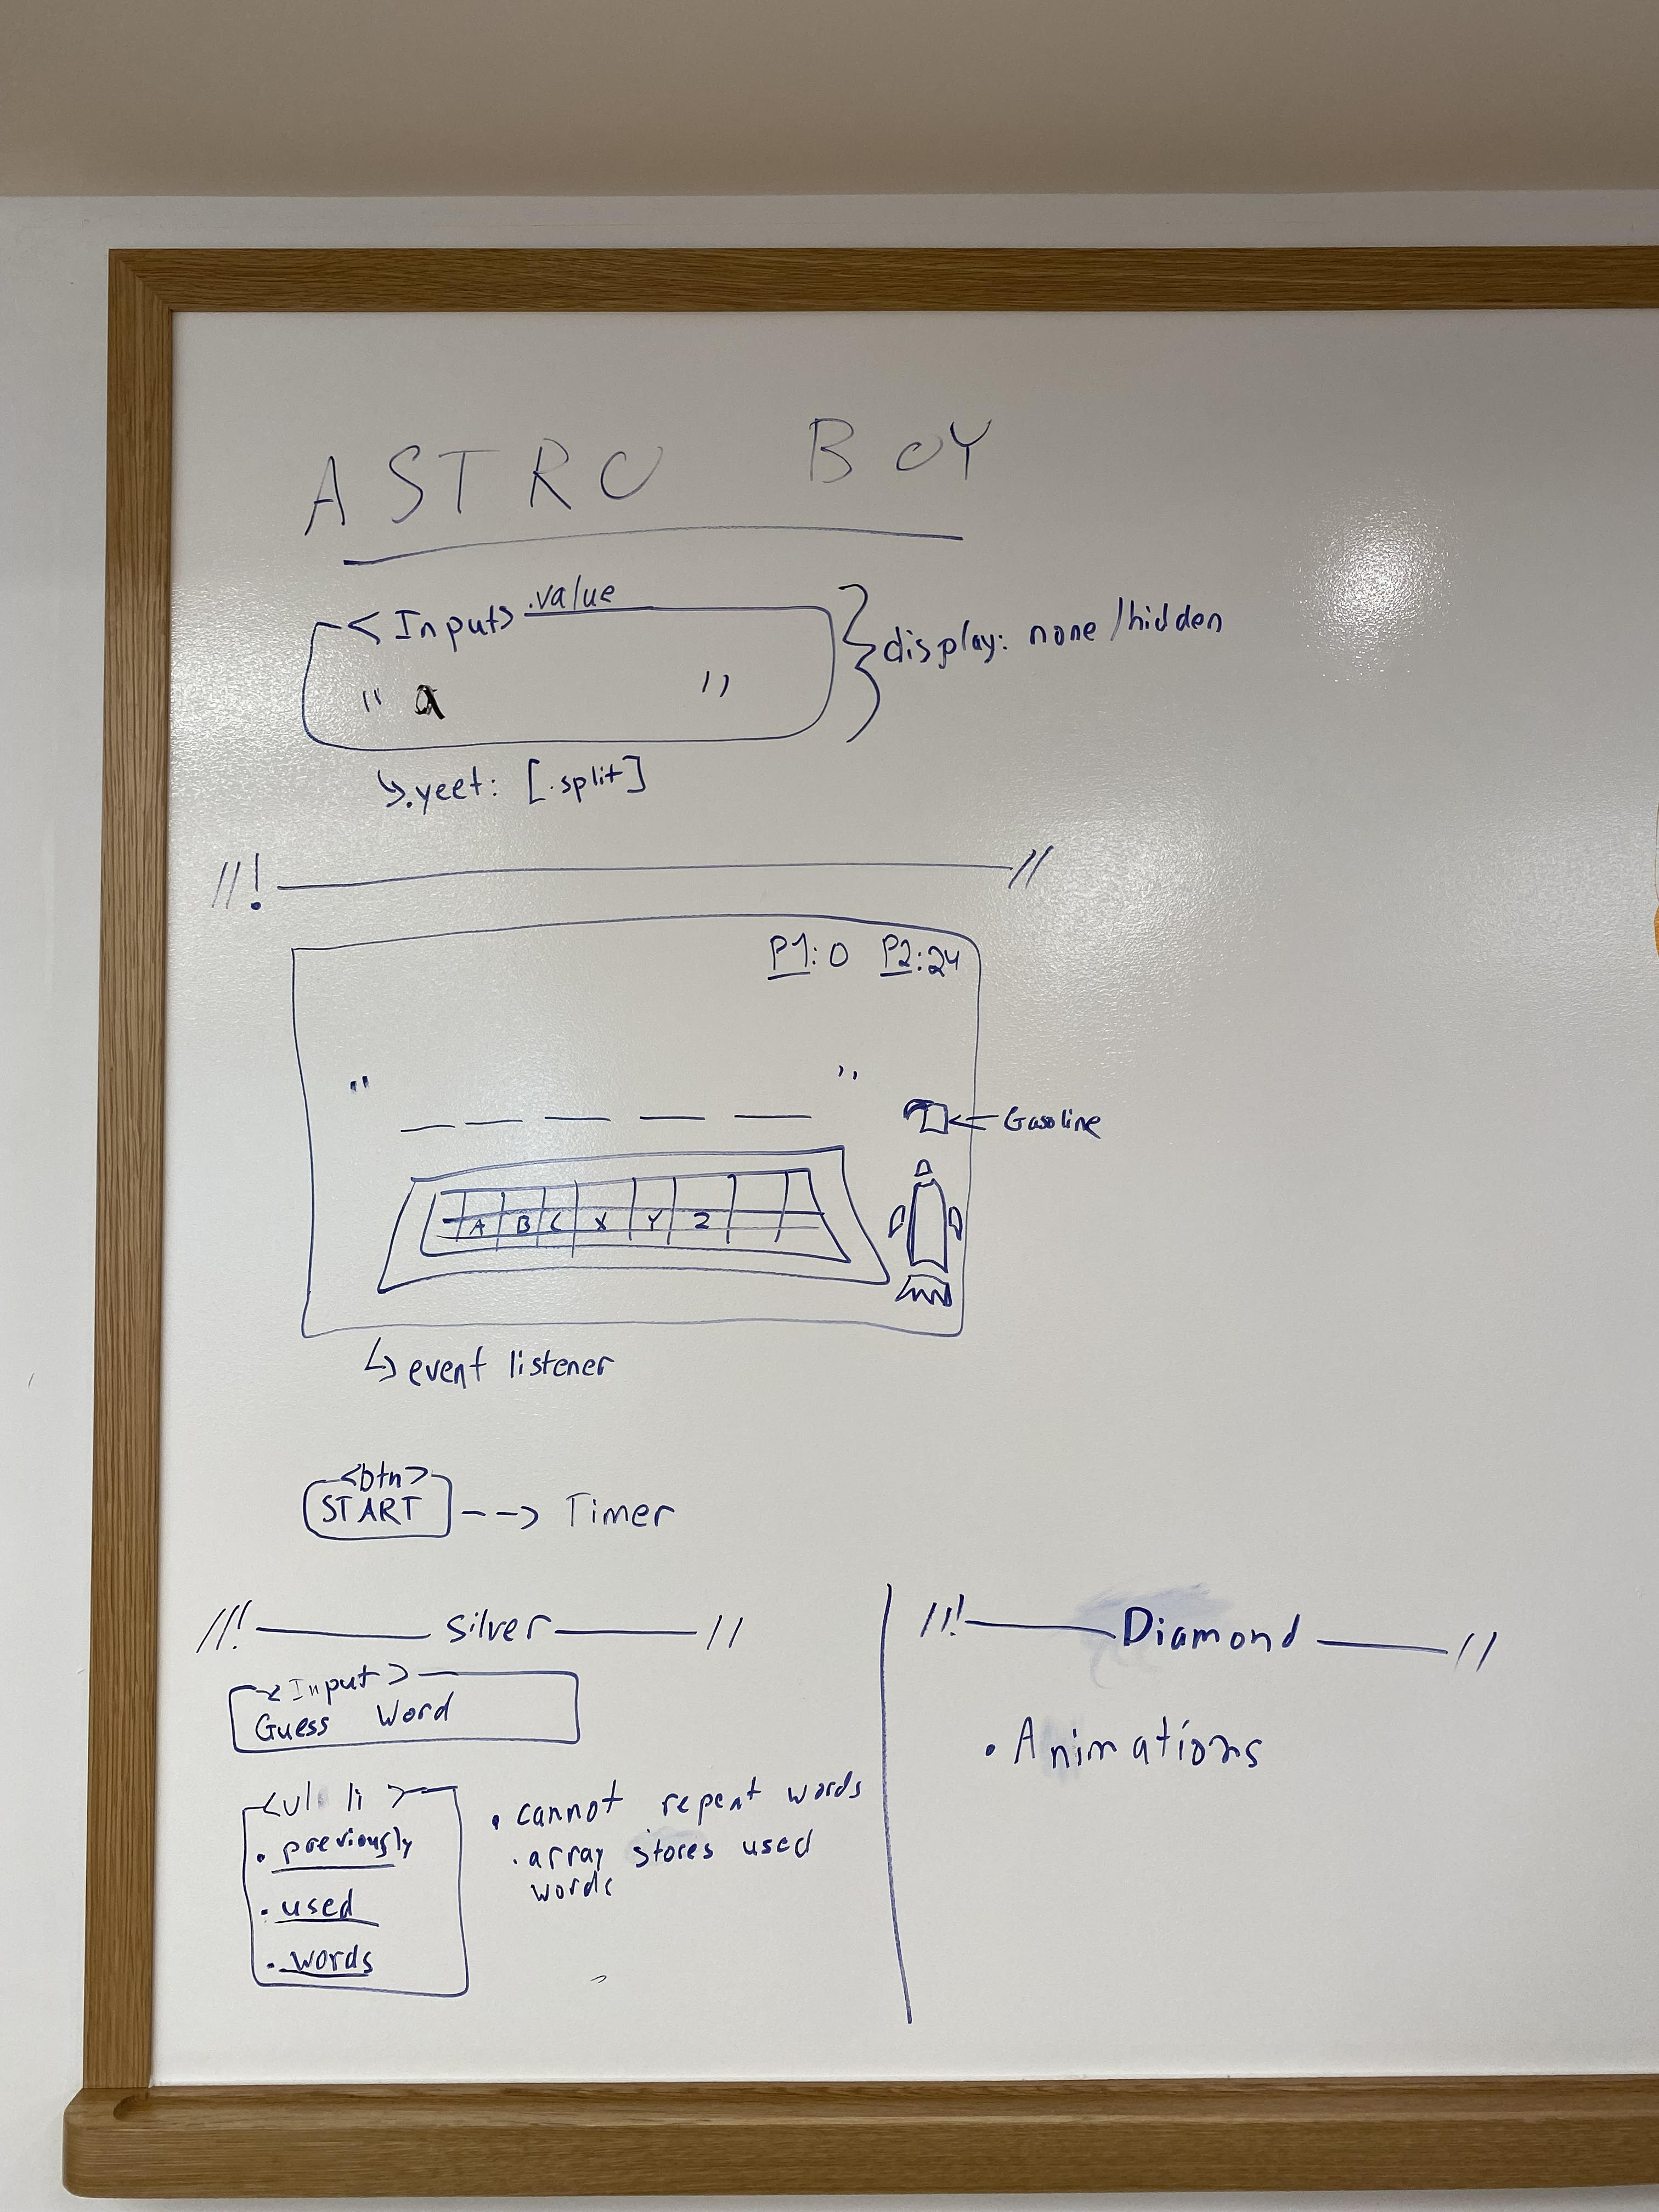 ASTRO BOY
<Input> .value
" a "
display: none/hidden
↳ .yeet: [.split]
//! //
P1: 0 P2: 24
" "
← Gasoline
A B C X Y Z
↳ event listener
<btn>
START --> Timer
//! silver //
<Input>
Guess Word
<ul li>
• previously
• used
• words
• cannot repeat words
• array stores used
words
//! Diamond //
• Animations